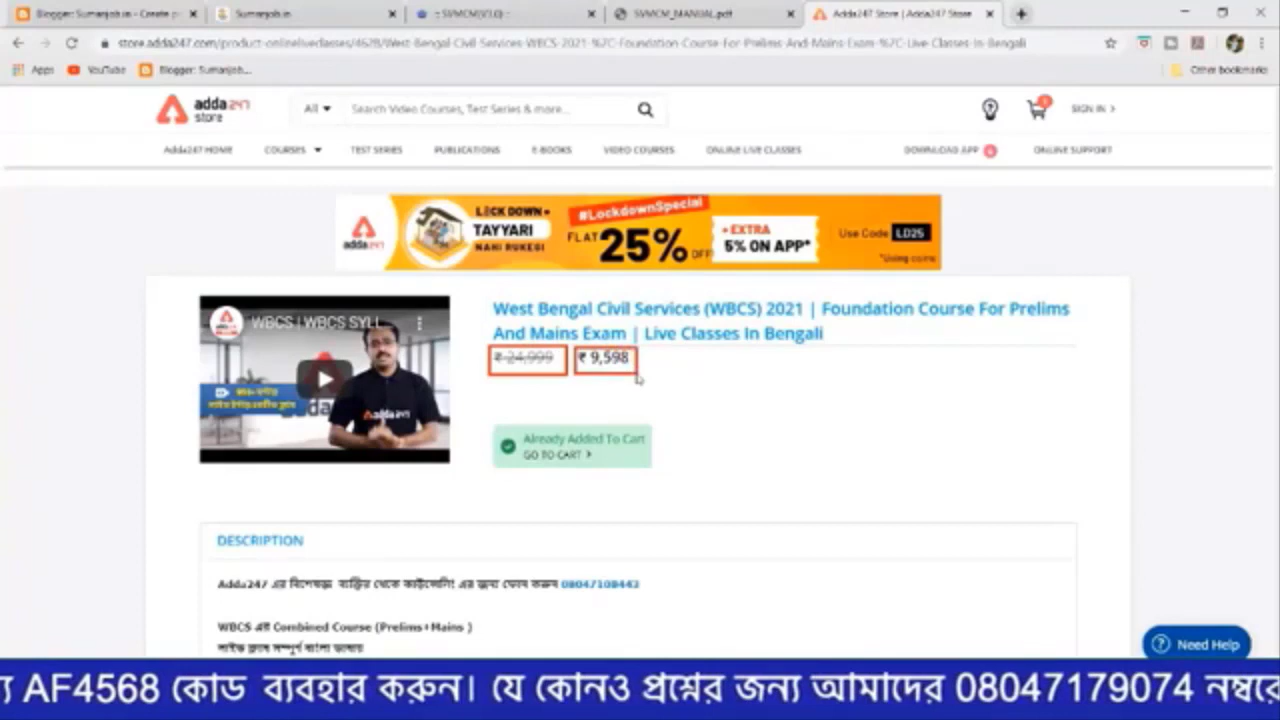 Blogger: Sumanjob.in - Create p
Sumanjob.in
:: SVMCM(V3.0) ::
SVMCM_MANUAL.pdf
Adda247 Store | Adda247 Store
store.adda247.com/product-onlineliveclasses/4628/West-Bengal-Civil-Services-WBCS-2021-%7C-Foundation-Course-For-Prelims-And-Mains-Exam-%7C-Live-Classes-In-Bengali
Apps YouTube Blogger: Sumanjob... Other bookmarks
adda247 store
All Search Video Courses, Test Series & more...
SIGN IN >
Adda247 HOME COURSES TEST SERIES PUBLICATIONS E-BOOKS VIDEO COURSES ONLINE LIVE CLASSES DOWNLOAD APP ONLINE SUPPORT
adda247
LOCK DOWN
TAYYARI
NAHI RUKEGI
#LockdownSpecial
FLAT 25% OFF
+EXTRA
5% ON APP*
Use Code LD25
*Using coins
West Bengal Civil Services (WBCS) 2021 | Foundation Course For Prelims
And Mains Exam | Live Classes In Bengali
₹ 24,999 ₹ 9,598
WBCS | WBCS SYLL...
adda247
Already Added To Cart
GO TO CART >
DESCRIPTION
Adda247 এর বিশেষজ্ঞ ব্যক্তির থেকে কাউন্সেলিং এর জন্য ফোন করুন 08047108443
WBCS এর Combined Course (Prelims+Mains )
লাইভ ক্লাস সম্পূর্ণ বাংলা ভাষায়
Need Help
্য AF4568 কোড ব্যবহার করুন। যে কোনও প্রশ্নের জন্য আমাদের 08047179074 নম্বরে